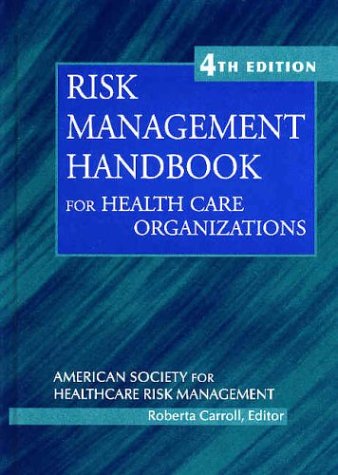 4TH EDITION
RISK
MANAGEMENT
HANDBOOK
FOR HEALTH CARE
ORGANIZATIONS
AMERICAN SOCIETY FOR
HEALTHCARE RISK MANAGEMENT
Roberta Carroll, Editor